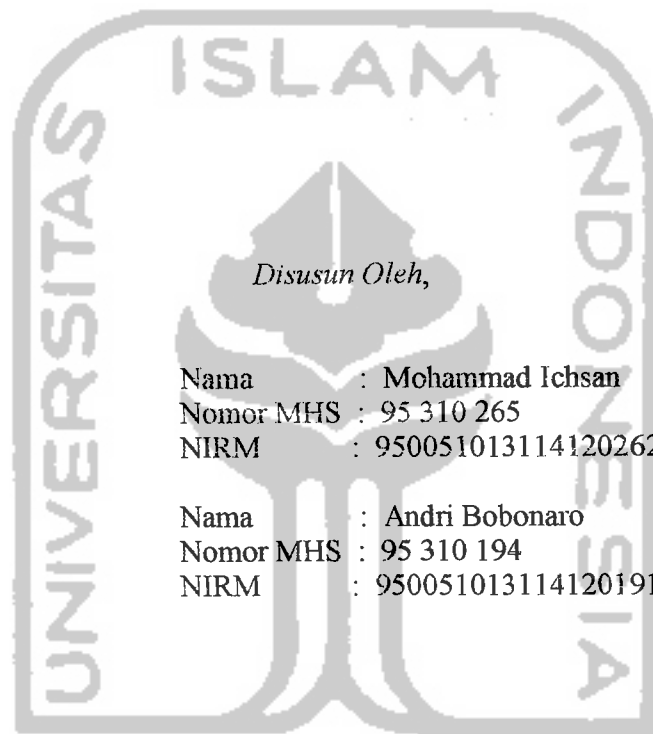 UNIVERSITAS ISLAM INDONESIA
Disusun Oleh,
Nama : Mohammad Ichsan
Nomor MHS : 95 310 265
NIRM : 950051013114120262
Nama : Andri Bobonaro
Nomor MHS : 95 310 194
NIRM : 950051013114120191